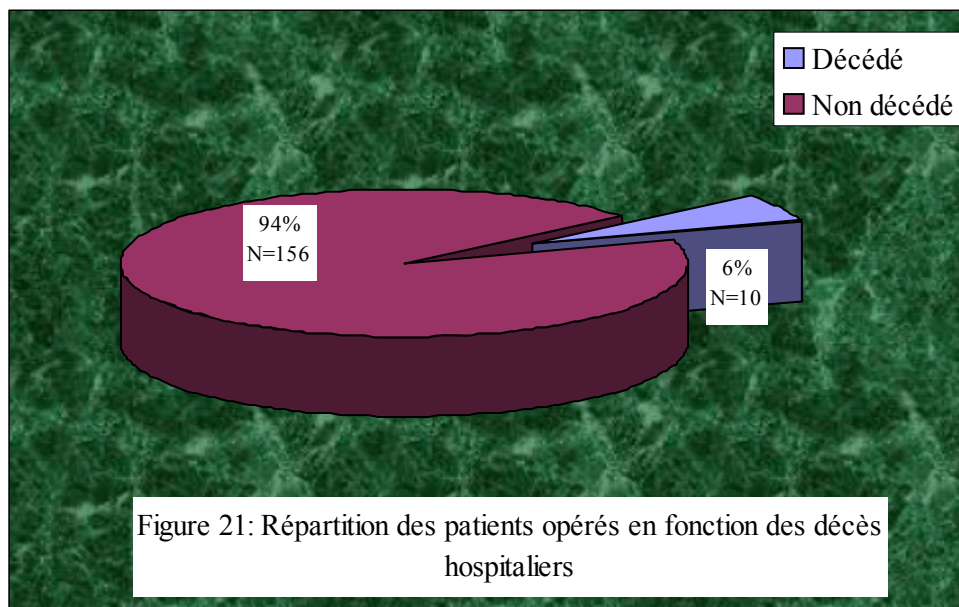 Décédé
Non décédé
94%
N=156
6%
N=10
Figure 21: Répartition des patients opérés en fonction des décès
hospitaliers